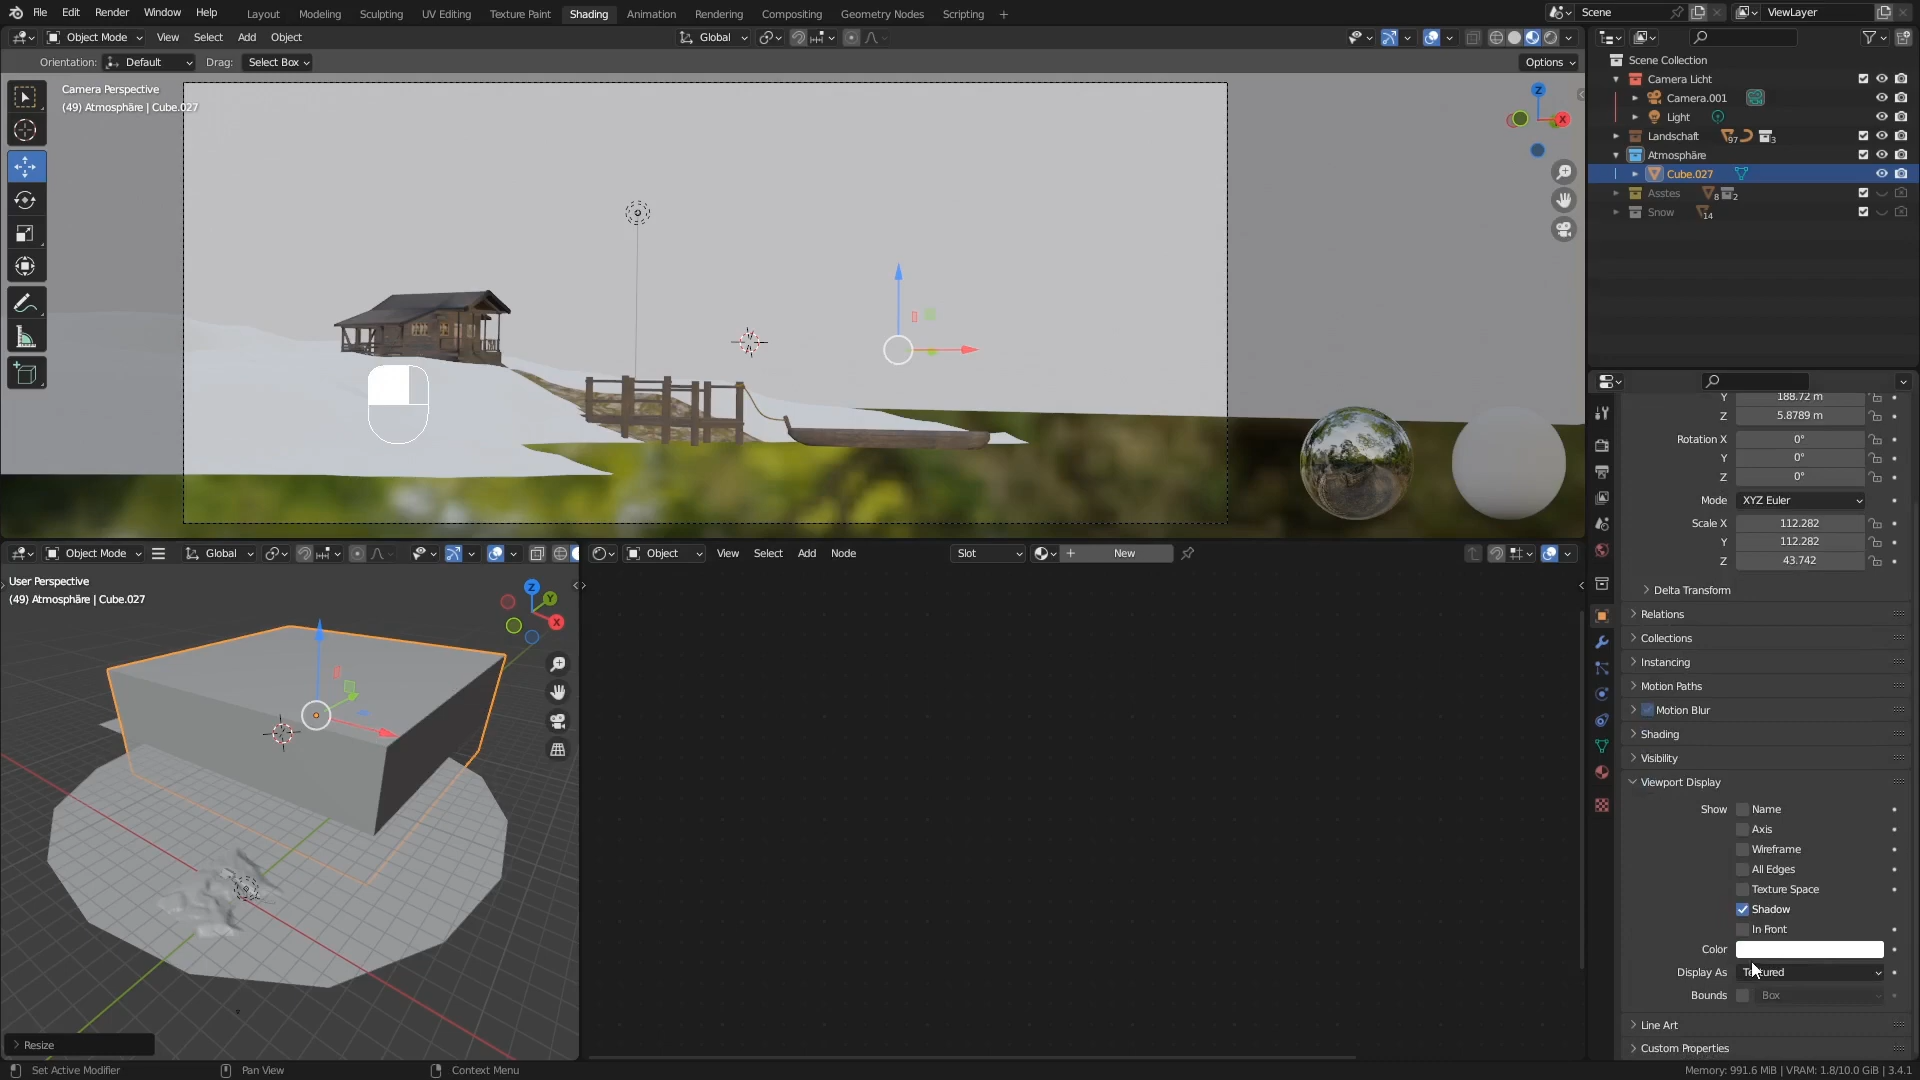 File Edit Render Window Help Layout Modeling Sculpting UV Editing Texture Paint Shading Animation Rendering Compositing Geometry Nodes Scripting + Scene ViewLayer
Object Mode View Select Add Object Global
Orientation: Default Drag: Select Box Options
Camera Perspective
(49) Atmosphäre | Cube.027
Z
X
Scene Collection
Camera Licht
Camera.001
Light
Landschaft 97 3
Atmosphäre
Cube.027
Asstes 8 2
Snow 14
Y 188.72 m
Z 5.8789 m
Rotation X 0°
Y 0°
Z 0°
Mode XYZ Euler
Scale X 112.282
Y 112.282
Z 43.742
Delta Transform
Relations
Collections
Instancing
Motion Paths
Motion Blur
Shading
Visibility
Viewport Display
Show Name
Axis
Wireframe
All Edges
Texture Space
Shadow
In Front
Color
Display As Textured
Bounds Box
Line Art
Custom Properties
Object Mode Global
User Perspective
(49) Atmosphäre | Cube.027
Z
Y
X
Resize
Object View Select Add Node Slot New
Set Active Modifier Pan View Context Menu Memory: 991.6 MiB | VRAM: 1.8/10.0 GiB | 3.4.1